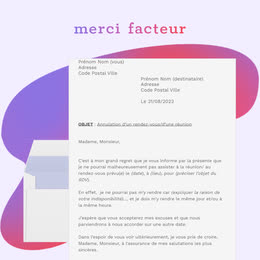 merci facteur
Prénom Nom (vous)
Adresse
Code Postal Ville
Prénom Nom (destinataire)
Adresse
Code Postal Ville
Le 31/08/2023
OBJET : Annulation d'un rendez-vous/d'une réunion
Madame, Monsieur,
C'est à mon grand regret que je vous informe par la présente que
je ne pourrai malheureusement pas assister à la réunion/ au
rendez-vous prévu(e) le (date), à (lieu), pour (préciser l'objet du
RDV).
En effet, je ne pourrai pas m'y rendre car (expliquer la raison de
votre indisponibilité)..., et je dois m'y rendre le même jour et/ou à
la même heure.
J'espère que vous accepterez mes excuses et que nous
parviendrons à nous accorder sur une autre date.
Dans l'espoir de vous voir ultérieurement, je vous prie de croire,
Madame, Monsieur, à l'assurance de mes salutations les plus
sincères.